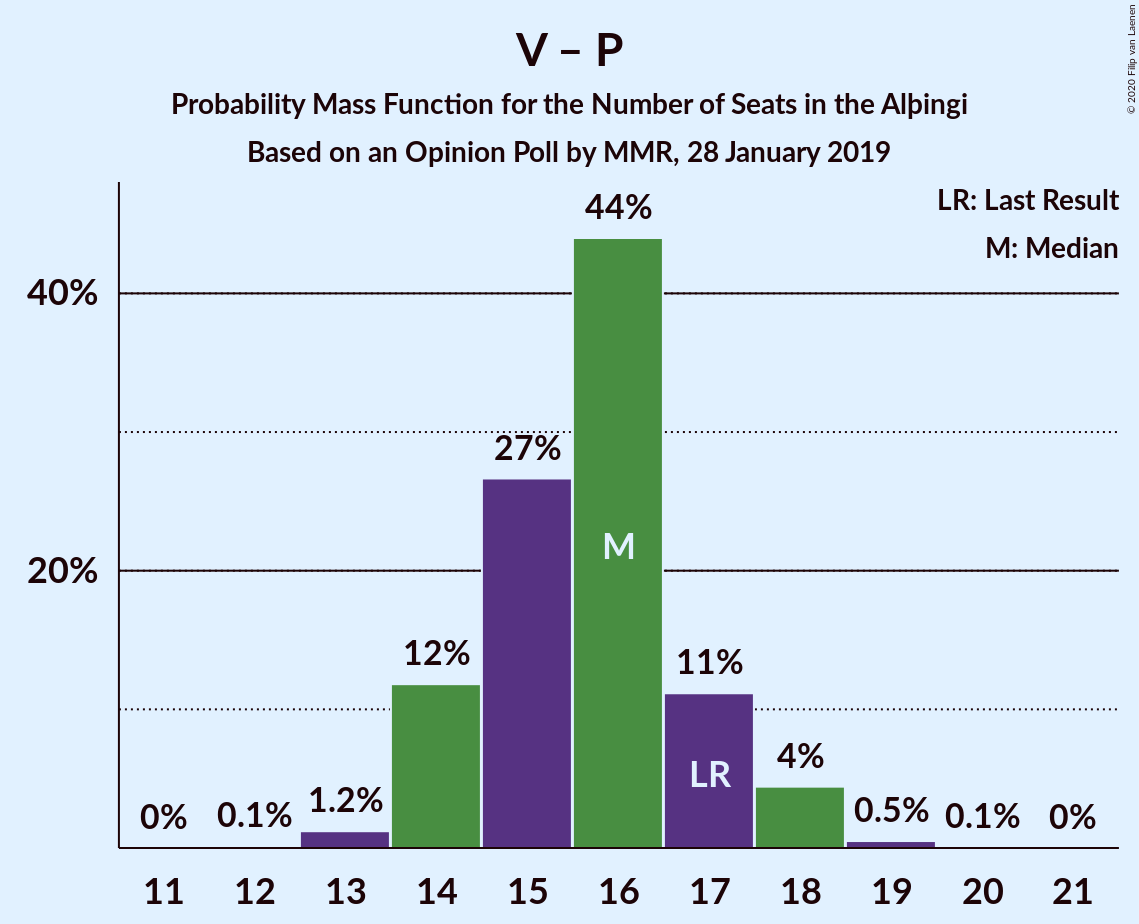 V – P
Probability Mass Function for the Number of Seats in the Alþingi
Based on an Opinion Poll by MMR, 28 January 2019
© 2020 Filip van Laenen
LR: Last Result
M: Median
44%
40%
27%
M
20%
12%
11%
LR
4%
1.2%
0.5%
0%
0.1%
0.1%
0%
11 12 13 14 15 16 17 18 19 20 21